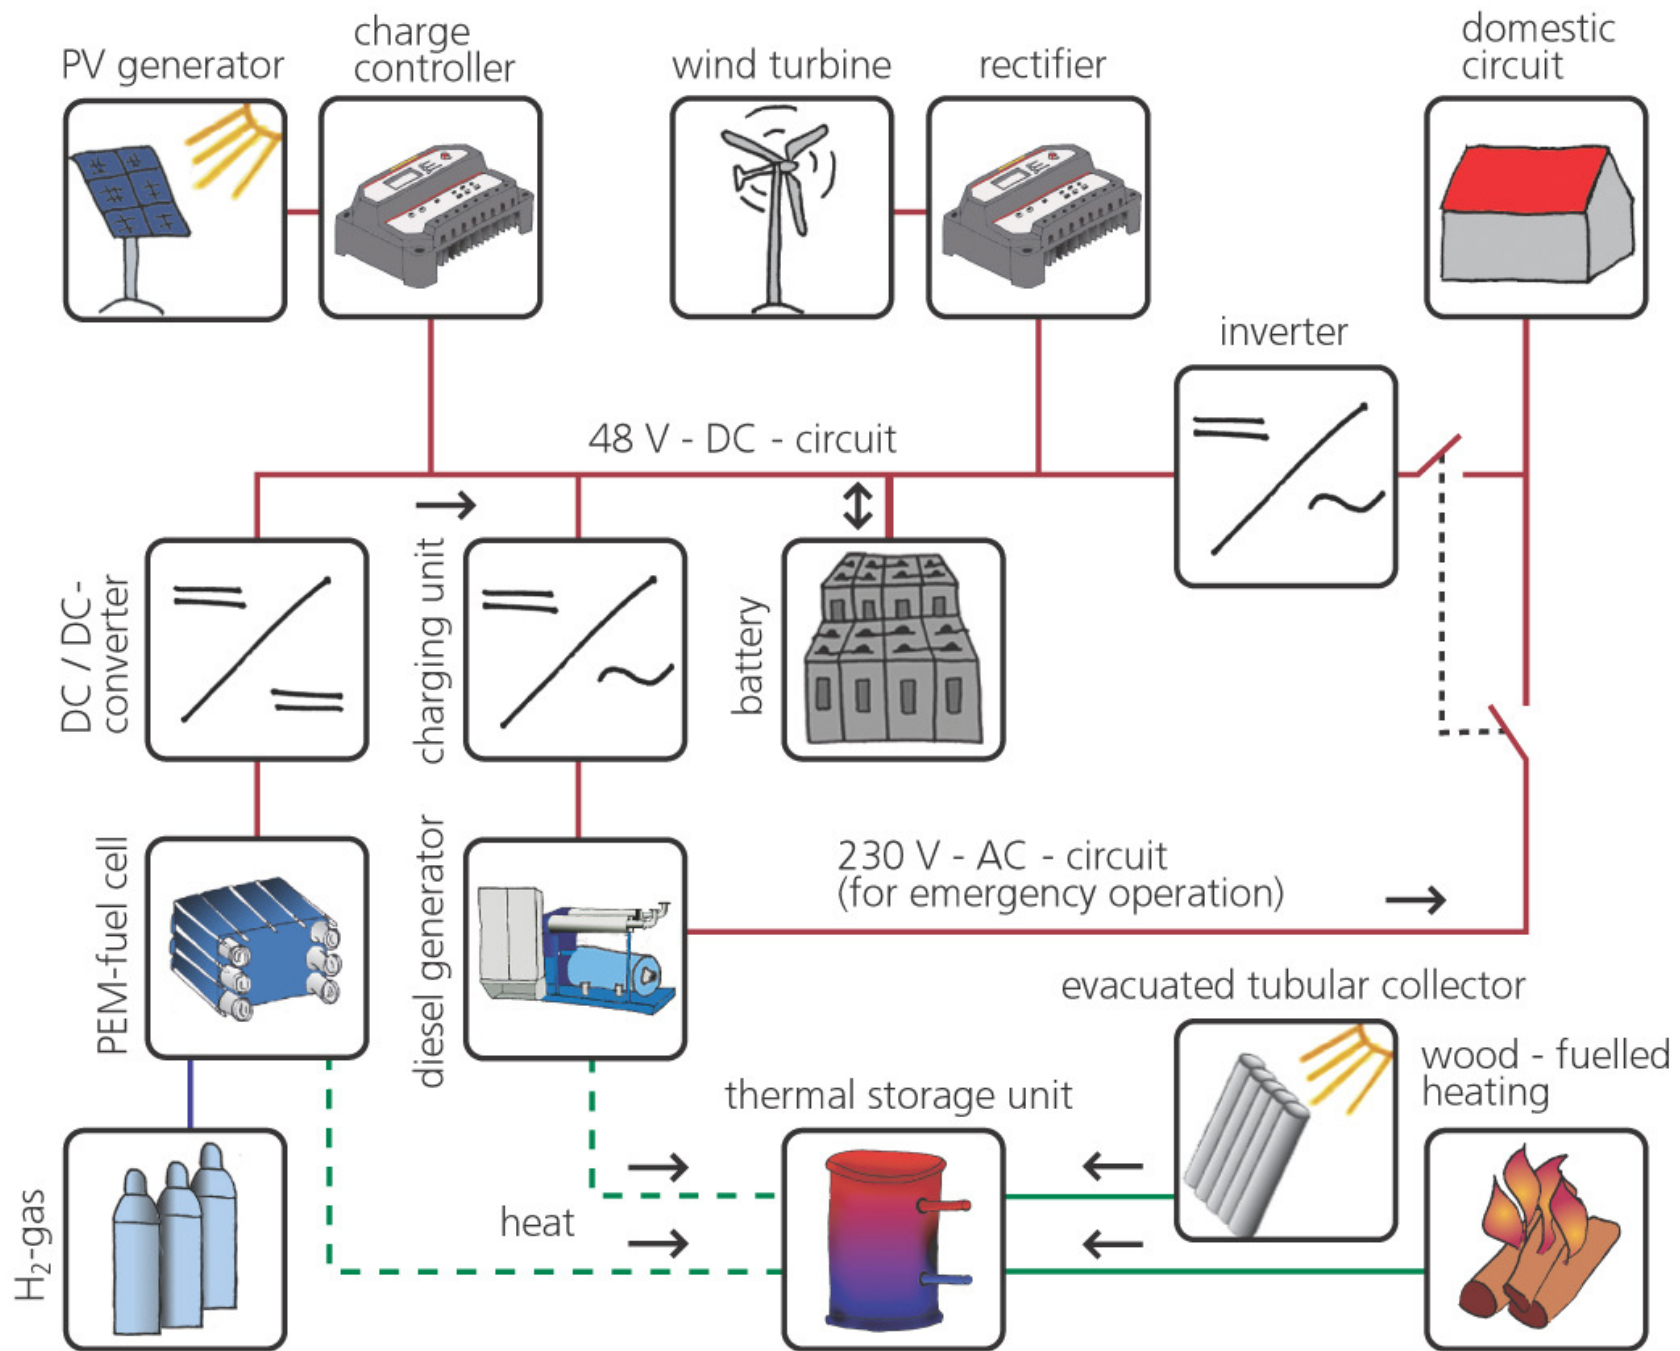 PV generator
charge
controller
wind turbine
rectifier
domestic
circuit
inverter
48 V - DC - circuit
DC / DC-
converter
charging unit
battery
PEM-fuel cell
diesel generator
230 V - AC - circuit
(for emergency operation)
evacuated tubular collector
wood - fuelled
heating
thermal storage unit
heat
H₂-gas